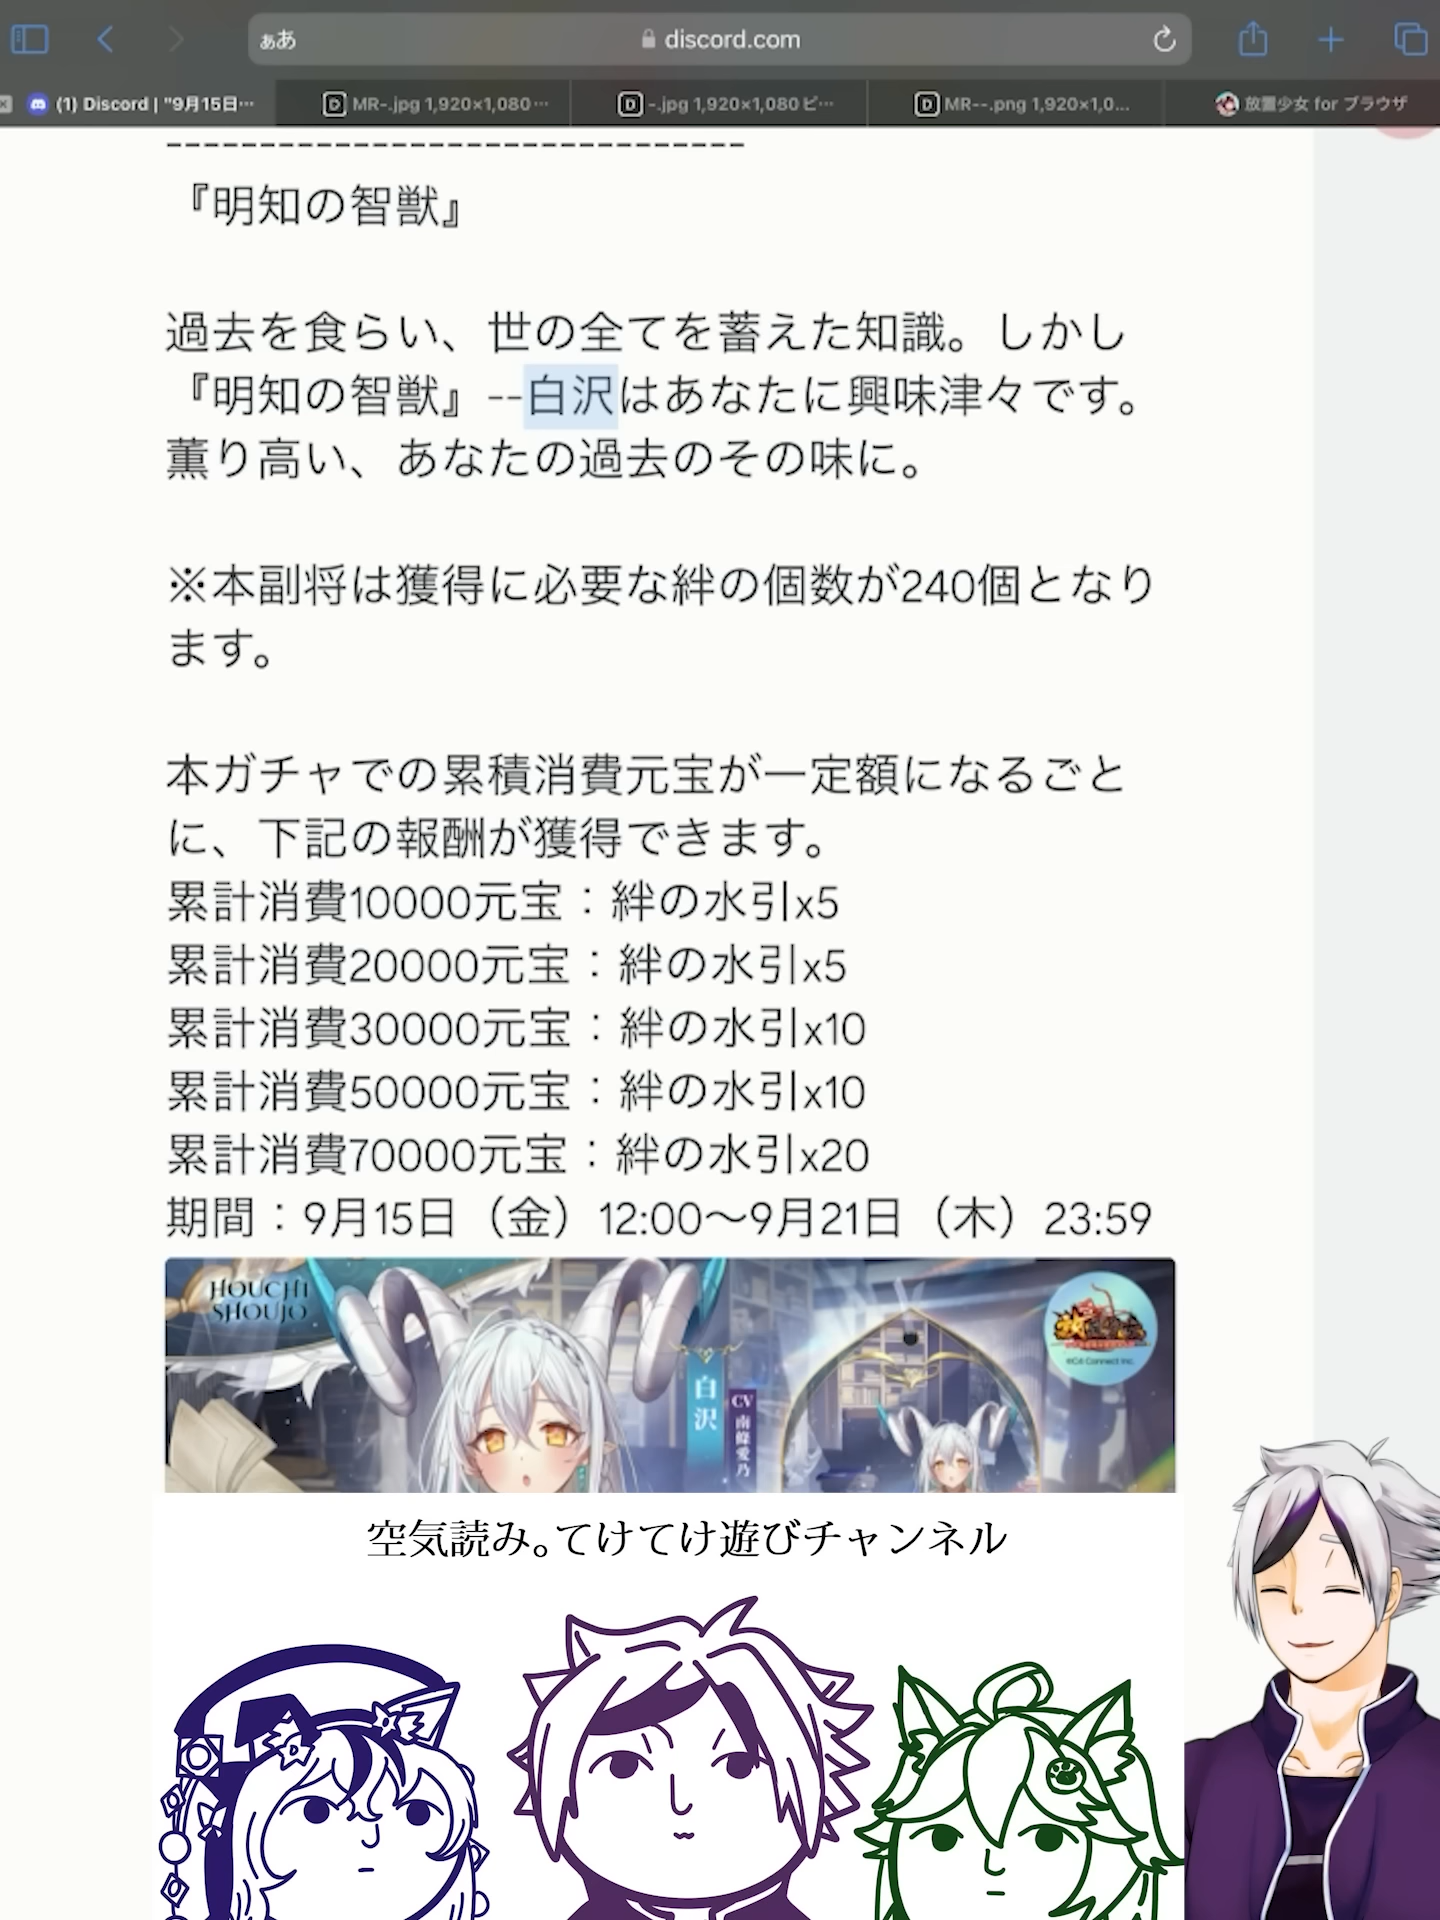 ぁあ
discord.com
(1) Discord | "9月15日…
MR-.jpg 1,920×1,080…
-.jpg 1,920×1,080 ピ…
MR--.png 1,920×1,0...
放置少女 for ブラウザ
-------------------------------
『明知の智獣』
過去を食らい、世の全てを蓄えた知識。しかし
『明知の智獣』--白沢はあなたに興味津々です。
薫り高い、あなたの過去のその味に。
※本副将は獲得に必要な絆の個数が240個となり
ます。
本ガチャでの累積消費元宝が一定額になるごと
に、下記の報酬が獲得できます。
累計消費10000元宝：絆の水引x5
累計消費20000元宝：絆の水引x5
累計消費30000元宝：絆の水引x10
累計消費50000元宝：絆の水引x10
累計消費70000元宝：絆の水引x20
期間：9月15日（金）12:00〜9月21日（木）23:59
HOUCHI
SHOUJO
白沢
CV 南條愛乃
©C4 Connect Inc.
空気読み。てけてけ遊びチャンネル